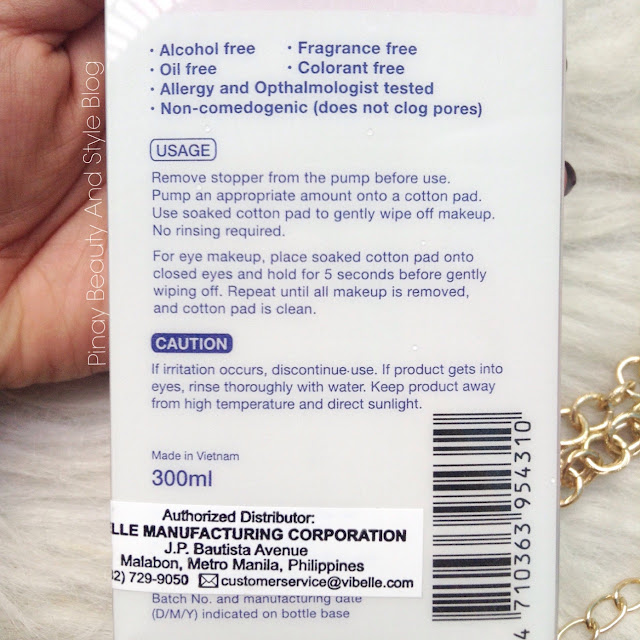 · Alcohol free · Fragrance free
· Oil free · Colorant free
· Allergy and Opthalmologist tested
· Non-comedogenic (does not clog pores)
USAGE
Remove stopper from the pump before use.
Pump an appropriate amount onto a cotton pad.
Use soaked cotton pad to gently wipe off makeup.
No rinsing required.
For eye makeup, place soaked cotton pad onto
closed eyes and hold for 5 seconds before gently
wiping off. Repeat until all makeup is removed,
and cotton pad is clean.
CAUTION
If irritation occurs, discontinue use. If product gets into
eyes, rinse thoroughly with water. Keep product away
from high temperature and direct sunlight.
Made in Vietnam
300ml
Authorized Distributor:
LLE MANUFACTURING CORPORATION
J.P. Bautista Avenue
Malabon, Metro Manila, Philippines
2) 729-9050 customerservice@vibelle.com
Batch No. and manufacturing date
(D/M/Y) indicated on bottle base
4 710363 954310
Pinay Beauty And Style Blog